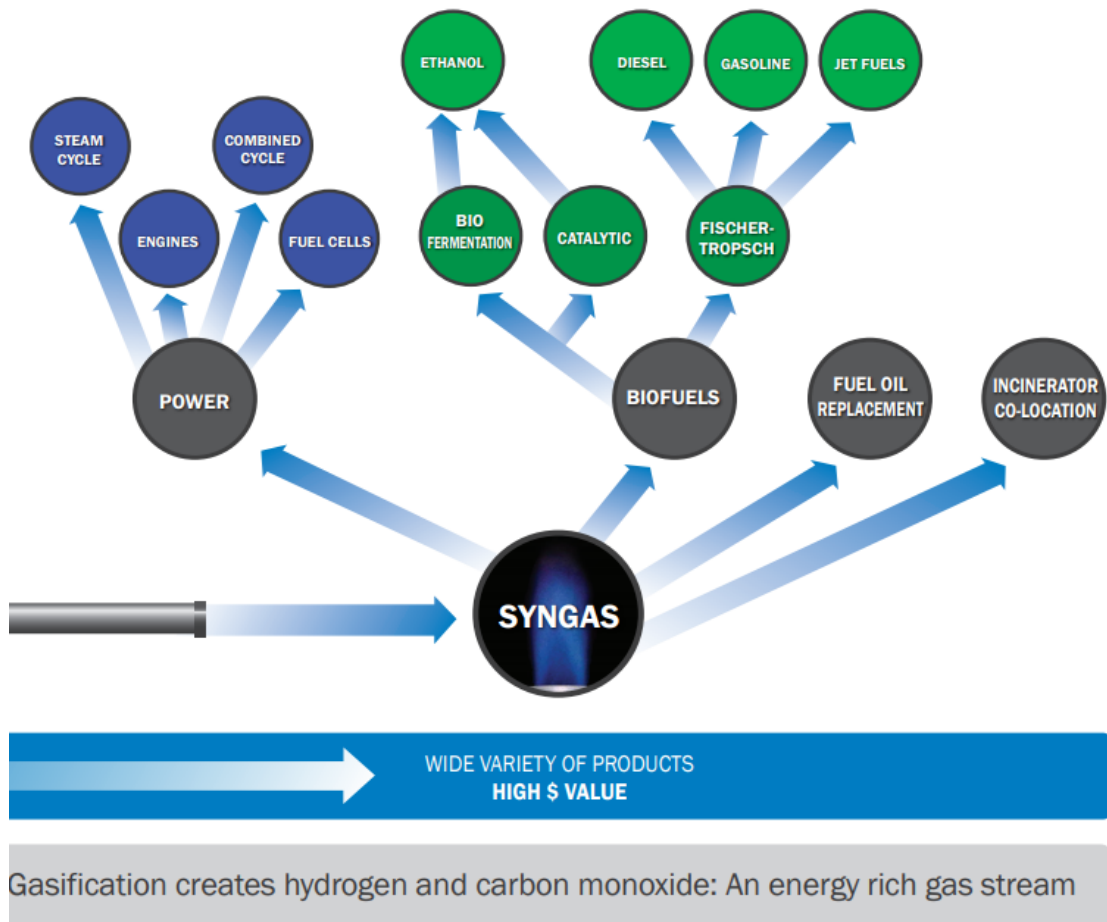 ETHANOL
DIESEL
GASOLINE
JET FUELS
STEAM
CYCLE
COMBINED
CYCLE
ENGINES
FUEL CELLS
BIO
FERMENTATION
CATALYTIC
FISCHER-
TROPSCH
POWER
BIOFUELS
FUEL OIL
REPLACEMENT
INCINERATOR
CO-LOCATION
SYNGAS
WIDE VARIETY OF PRODUCTS
HIGH $ VALUE
Gasification creates hydrogen and carbon monoxide: An energy rich gas stream